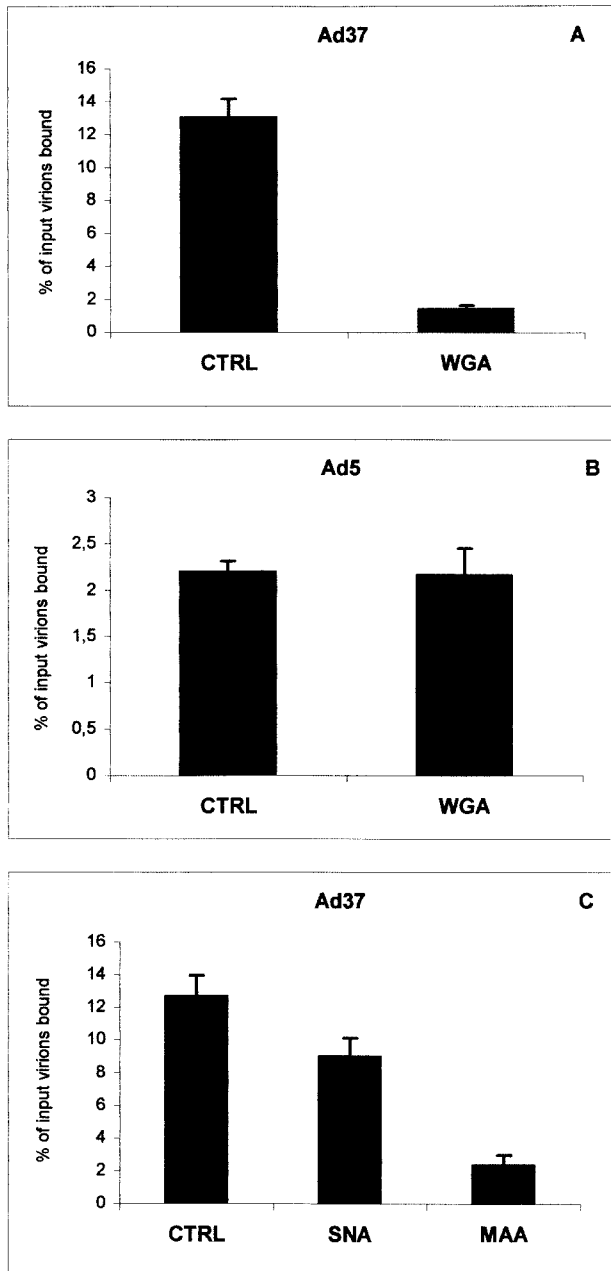 Ad37 A
% of input virions bound
16
14
12
10
8
6
4
2
0
CTRL WGA
Ad5 B
% of input virions bound
3
2,5
2
1,5
1
0,5
0
CTRL WGA
Ad37 C
% of input virions bound
16
14
12
10
8
6
4
2
0
CTRL SNA MAA